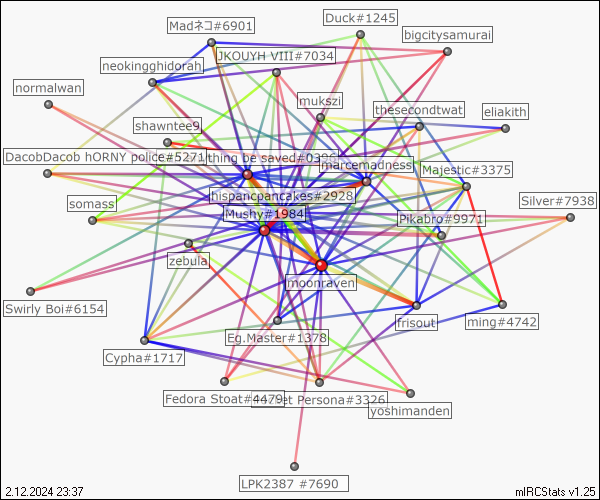 Duck#1245
Madネコ#6901
bigcitysamurai
JKOUYH VIII#7034
neokingghidorah
normalwan
mukszi
thesecondtwat
eliakith
shawntee9
DacobDacob hORNY police#5271
thing be saved#0396
marcemadness
Majestic#3375
hispancpancakes#2928
Silver#7938
somass
Mushy#1984
Pikabro#9971
zebula
moonraven
Swirly Boi#6154
frisout
ming#4742
Eg.Master#1378
Cypha#1717
Fedora Stoat#4479
et Persona#3326
yoshimanden
LPK2387 #7690
2.12.2024 23:37
mIRCStats v1.25